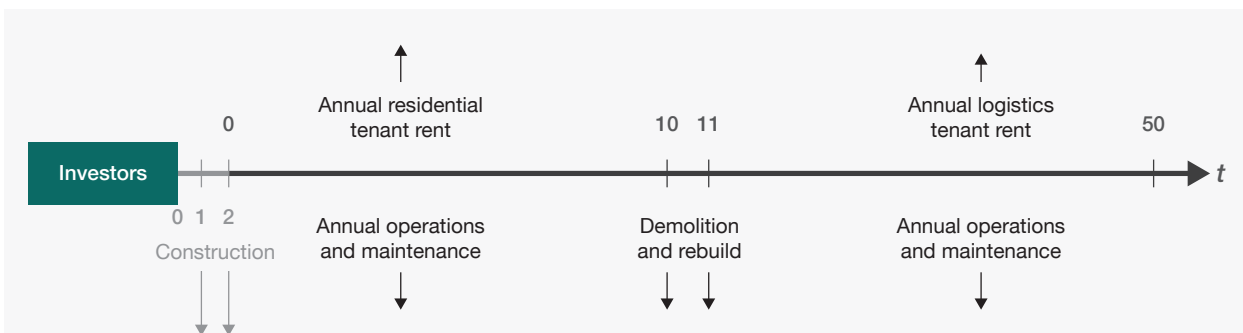 Annual residential
tenant rent
Annual logistics
tenant rent
0
10 11
50
Investors
t
0 1 2
Construction
Annual operations
and maintenance
Demolition
and rebuild
Annual operations
and maintenance